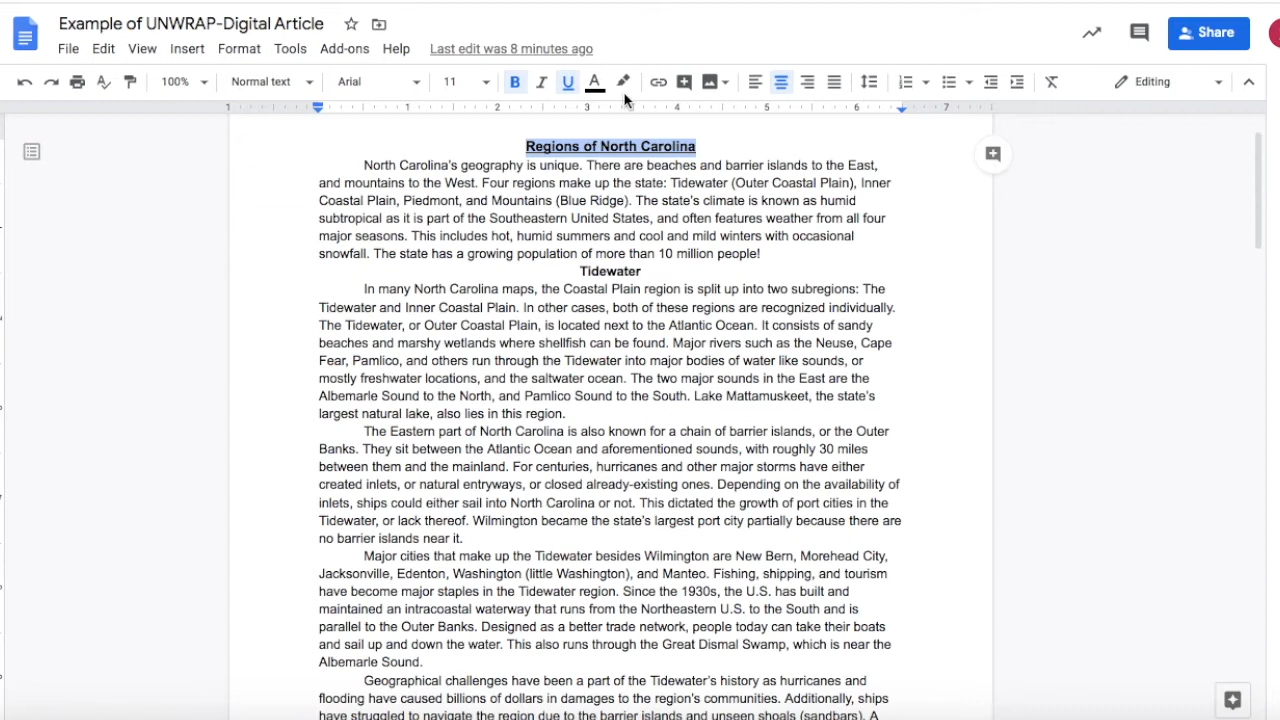 Example of UNWRAP-Digital Article
File Edit View Insert Format Tools Add-ons Help Last edit was 8 minutes ago
Share
100% Normal text Arial 11 B I U A Editing
1 1 2 3 4 5 6 7
Regions of North Carolina
North Carolina's geography is unique. There are beaches and barrier islands to the East,
and mountains to the West. Four regions make up the state: Tidewater (Outer Coastal Plain), Inner
Coastal Plain, Piedmont, and Mountains (Blue Ridge). The state's climate is known as humid
subtropical as it is part of the Southeastern United States, and often features weather from all four
major seasons. This includes hot, humid summers and cool and mild winters with occasional
snowfall. The state has a growing population of more than 10 million people!
Tidewater
In many North Carolina maps, the Coastal Plain region is split up into two subregions: The
Tidewater and Inner Coastal Plain. In other cases, both of these regions are recognized individually.
The Tidewater, or Outer Coastal Plain, is located next to the Atlantic Ocean. It consists of sandy
beaches and marshy wetlands where shellfish can be found. Major rivers such as the Neuse, Cape
Fear, Pamlico, and others run through the Tidewater into major bodies of water like sounds, or
mostly freshwater locations, and the saltwater ocean. The two major sounds in the East are the
Albemarle Sound to the North, and Pamlico Sound to the South. Lake Mattamuskeet, the state's
largest natural lake, also lies in this region.
The Eastern part of North Carolina is also known for a chain of barrier islands, or the Outer
Banks. They sit between the Atlantic Ocean and aforementioned sounds, with roughly 30 miles
between them and the mainland. For centuries, hurricanes and other major storms have either
created inlets, or natural entryways, or closed already-existing ones. Depending on the availability of
inlets, ships could either sail into North Carolina or not. This dictated the growth of port cities in the
Tidewater, or lack thereof. Wilmington became the state's largest port city partially because there are
no barrier islands near it.
Major cities that make up the Tidewater besides Wilmington are New Bern, Morehead City,
Jacksonville, Edenton, Washington (little Washington), and Manteo. Fishing, shipping, and tourism
have become major staples in the Tidewater region. Since the 1930s, the U.S. has built and
maintained an intracoastal waterway that runs from the Northeastern U.S. to the South and is
parallel to the Outer Banks. Designed as a better trade network, people today can take their boats
and sail up and down the water. This also runs through the Great Dismal Swamp, which is near the
Albemarle Sound.
Geographical challenges have been a part of the Tidewater's history as hurricanes and
flooding have caused billions of dollars in damages to the region's communities. Additionally, ships
have struggled to navigate the region due to the barrier islands and unseen shoals (sandbars). A